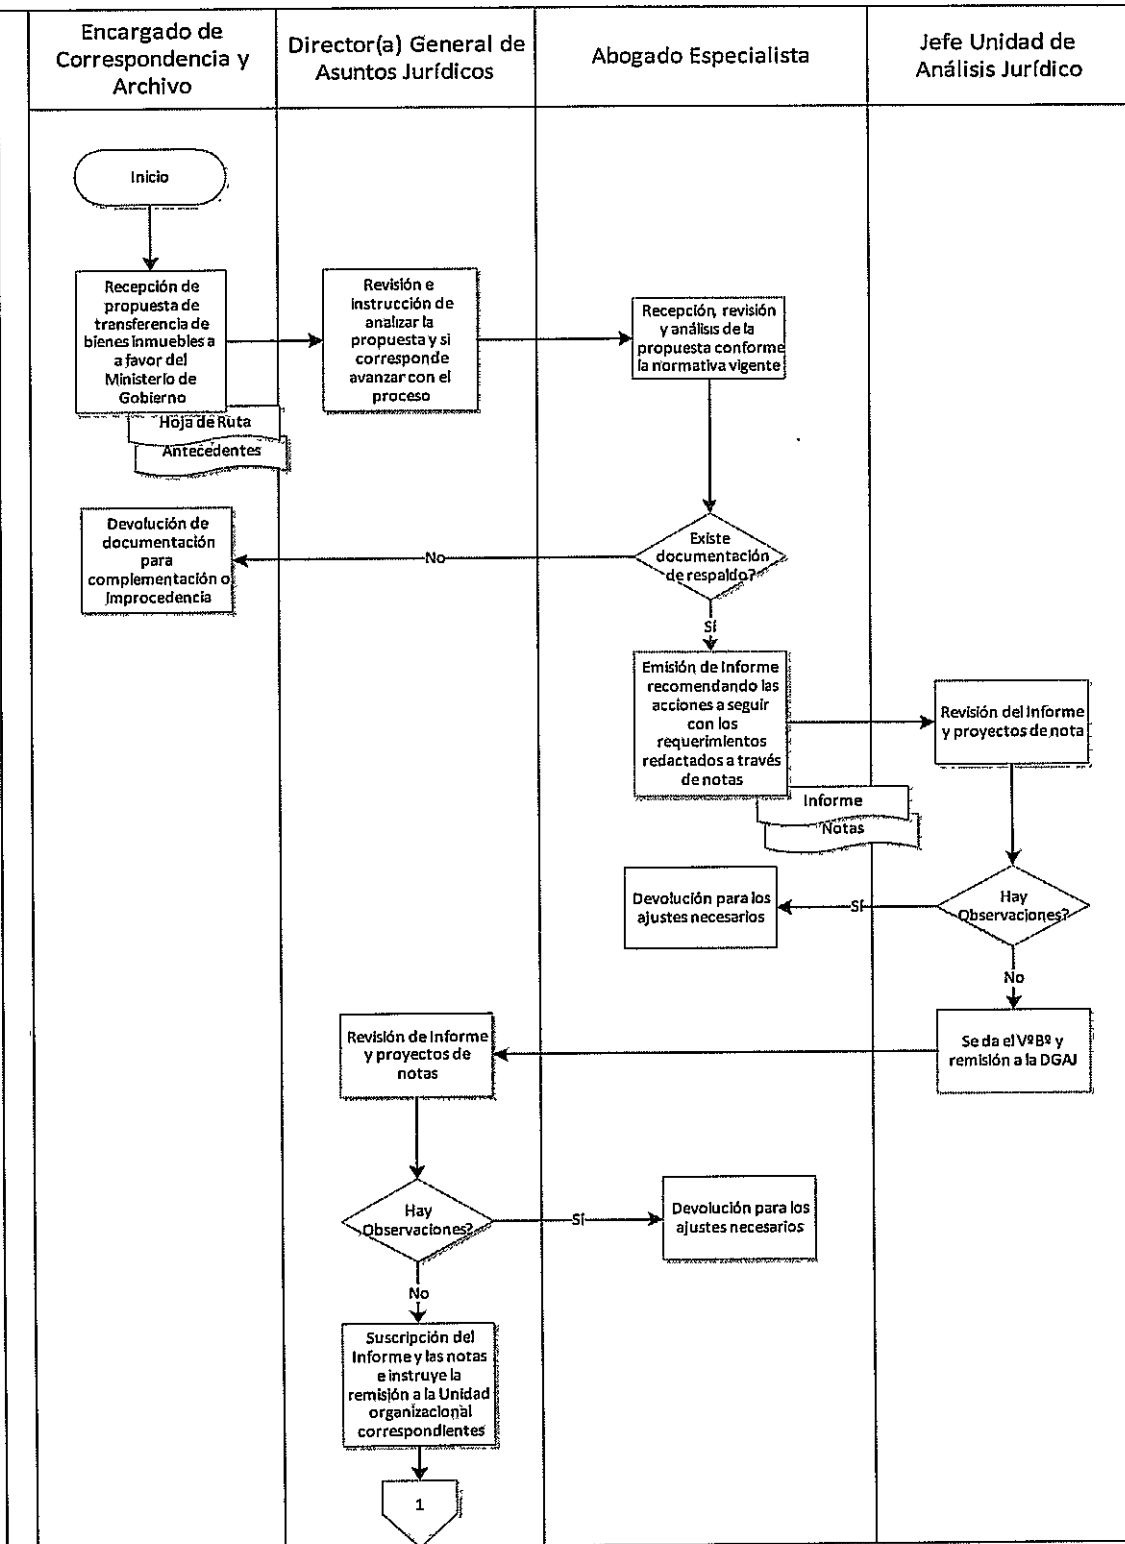 Encargado de
Correspondencia y
Archivo
Director(a) General de
Asuntos Jurídicos
Abogado Especialista
Jefe Unidad de
Análisis Jurídico
Inicio
Recepción de
propuesta de
transferencia de
bienes inmuebles a
a favor del
Ministerio de
Gobierno
Hoja de Ruta
Antecedentes
Revisión e
instrucción de
analizar la
propuesta y si
corresponde
avanzar con el
proceso
Recepción, revisión
y análisis de la
propuesta conforme
la normativa vigente
Existe
documentación
de respaldo?
No
Devolución de
documentación
para
complementación o
improcedencia
Sí
Emisión de Informe
recomendando las
acciones a seguir
con los
requerimientos
redactados a través
de notas
Informe
Notas
Revisión del Informe
y proyectos de nota
Hay
Observaciones?
Sí
Devolución para los
ajustes necesarios
No
Se da el VºBº y
remisión a la DGAJ
Revisión de Informe
y proyectos de
notas
Hay
Observaciones?
Sí
Devolución para los
ajustes necesarios
No
Suscripción del
Informe y las notas
e instruye la
remisión a la Unidad
organizacional
correspondientes
1